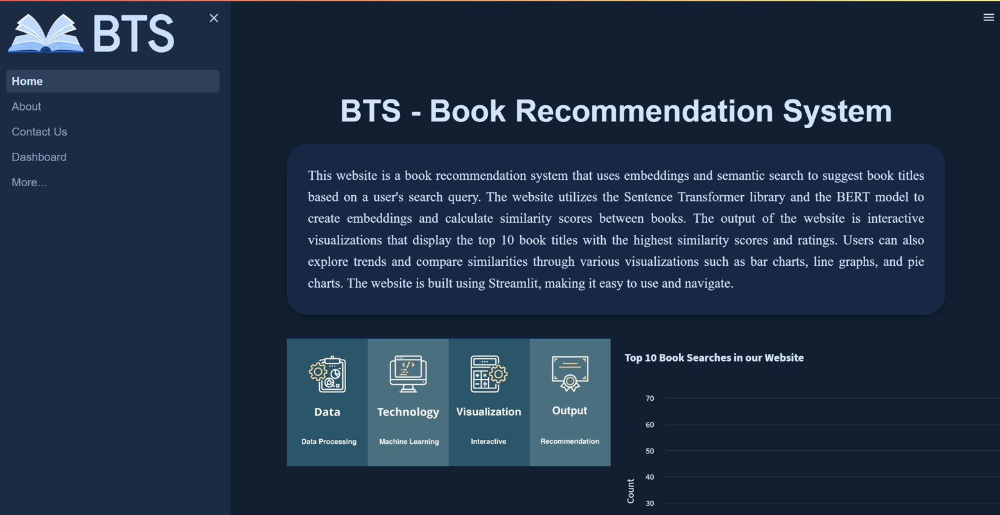 BTS
Home
About
Contact Us
Dashboard
More...
BTS - Book Recommendation System
This website is a book recommendation system that uses embeddings and semantic search to suggest book titles
based on a user's search query. The website utilizes the Sentence Transformer library and the BERT model to
create embeddings and calculate similarity scores between books. The output of the website is interactive
visualizations that display the top 10 book titles with the highest similarity scores and ratings. Users can also
explore trends and compare similarities through various visualizations such as bar charts, line graphs, and pie
charts. The website is built using Streamlit, making it easy to use and navigate.
Data
Data Processing
</>
Technology
Machine Learning
Visualization
Interactive
Output
Recommendation
Top 10 Book Searches in our Website
70
60
50
40
30
Count